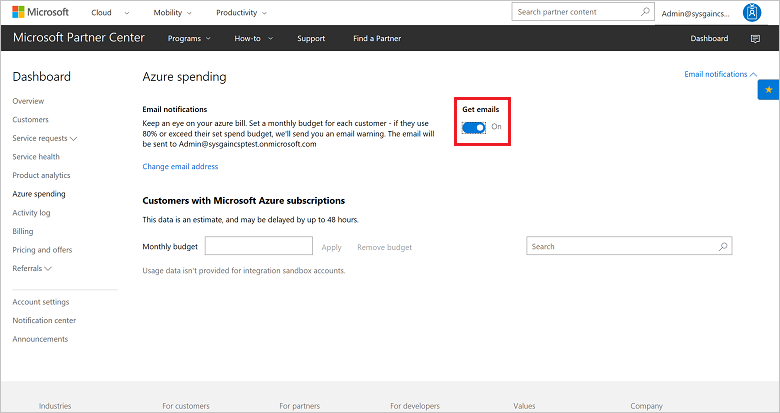 Microsoft Cloud Mobility Productivity Search partner content Admin@sysgaincs...
Microsoft Partner Center Programs How-to Support Find a Partner Dashboard
Dashboard
Overview
Customers
Service requests
Service health
Product analytics
Azure spending
Activity log
Billing
Pricing and offers
Referrals
Account settings
Notification center
Announcements
Azure spending
Email notifications
Email notifications
Keep an eye on your azure bill. Set a monthly budget for each customer - if they use
80% or exceed their set spend budget, we'll send you an email warning. The email will
be sent to Admin@sysgaincsptest.onmicrosoft.com
Get emails
On
Change email address
Customers with Microsoft Azure subscriptions
This data is an estimate, and may be delayed by up to 48 hours.
Monthly budget Apply Remove budget Search
Usage data isn't provided for integration sandbox accounts.
Industries For customers For partners For developers Values Company